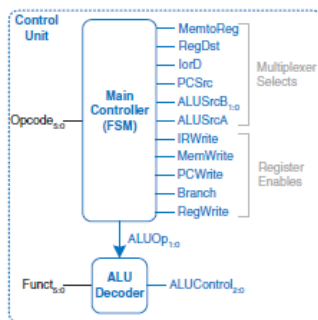 Control
Unit
MemtoReg
RegDst
IorD
PCSrc
ALUSrcB1:0
ALUSrcA
Multiplexer
Selects
Main
Controller
(FSM)
Opcode5:0
IRWrite
MemWrite
PCWrite
Branch
RegWrite
Register
Enables
ALUOp1:0
Funct5:0
ALU
Decoder
ALUControl2:0